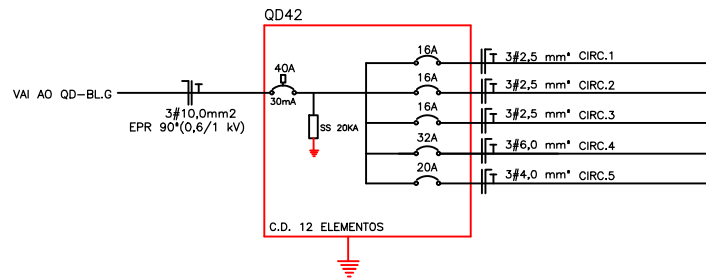 QD42
VAI AO QD-BL.G
3#10,0mm2
EPR 90°(0,6/1 kV)
40A
30mA
SS 20KA
16A
3#2,5 mm² CIRC.1
16A
3#2,5 mm² CIRC.2
16A
3#2,5 mm² CIRC.3
32A
3#6,0 mm² CIRC.4
20A
3#4,0 mm² CIRC.5
C.D. 12 ELEMENTOS